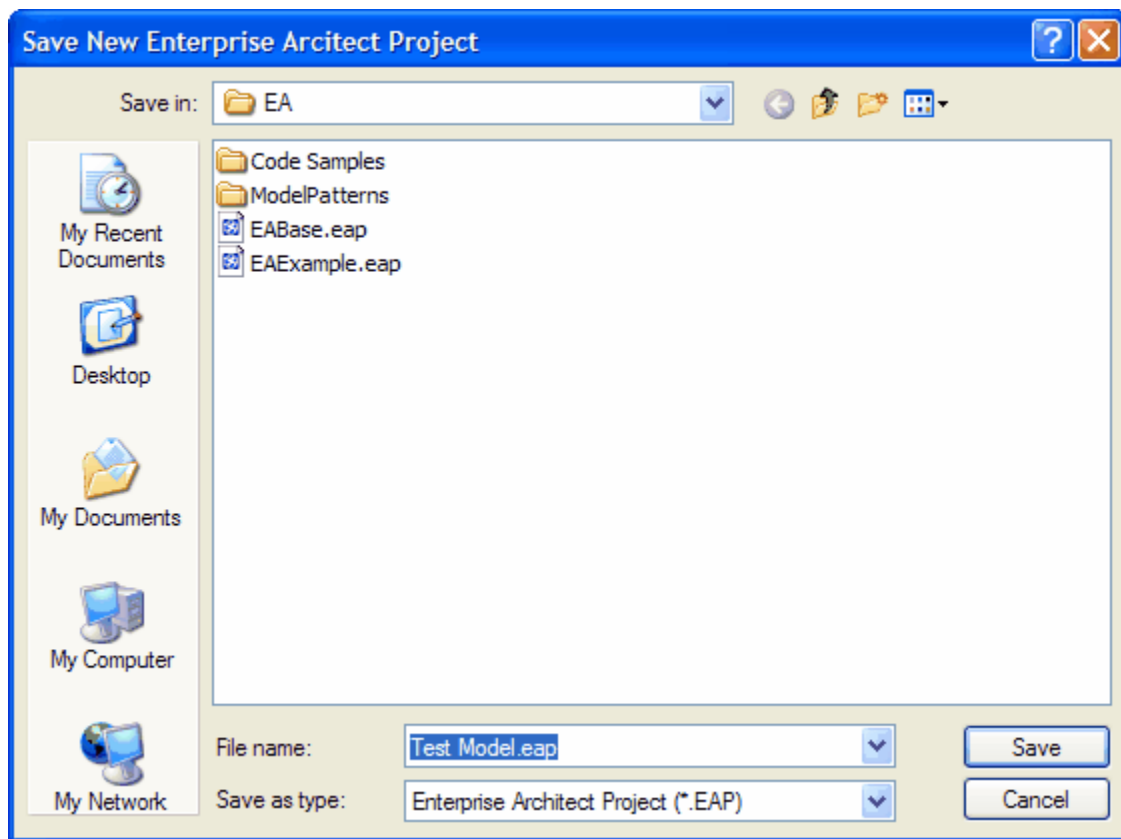 Save New Enterprise Arcitect Project
Save in: EA
Code Samples
ModelPatterns
EABase.eap
EAExample.eap
My Recent
Documents
Desktop
My Documents
My Computer
My Network
File name: Test Model.eap Save
Save as type: Enterprise Architect Project (*.EAP) Cancel